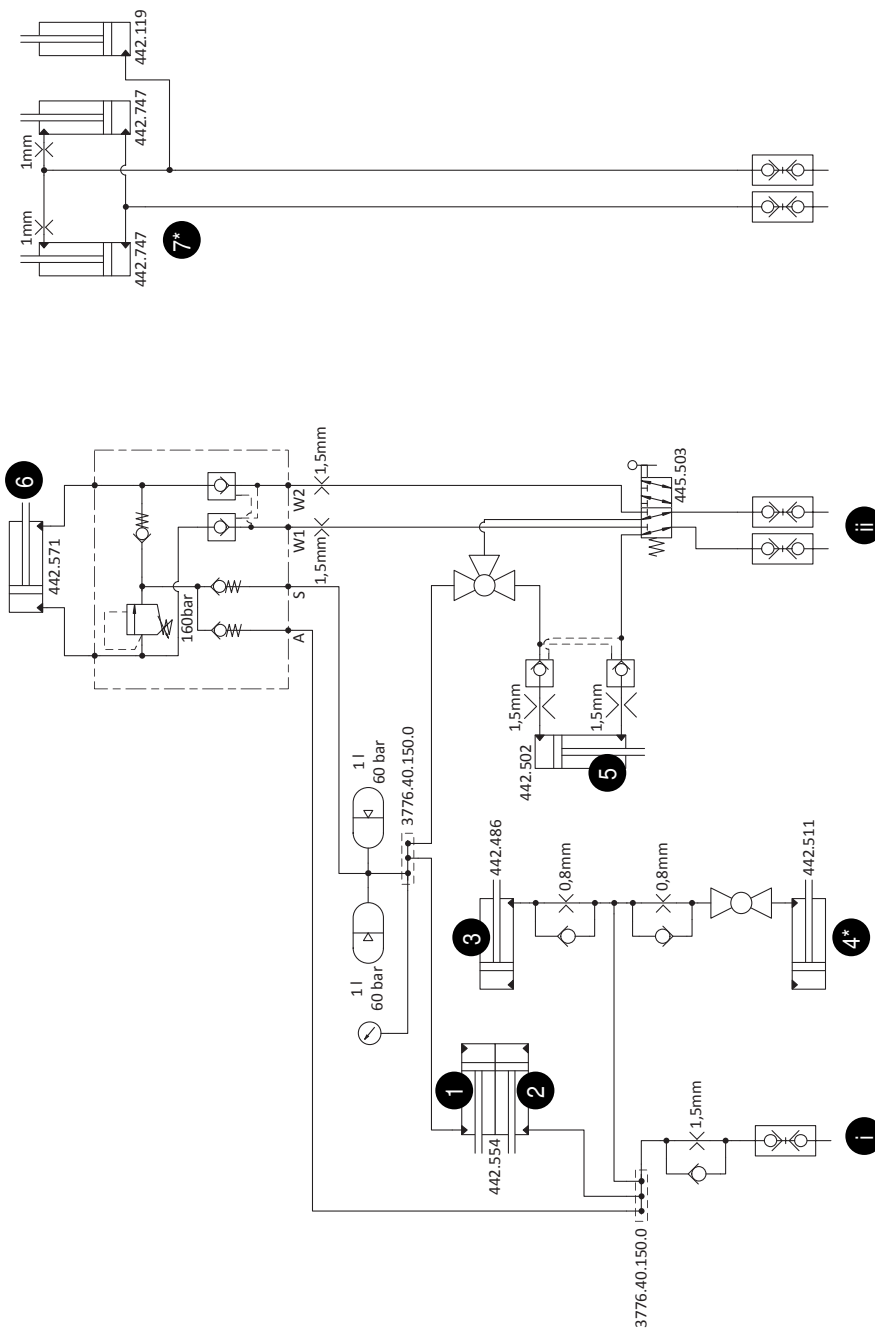 442.119
442.747
1mm
1mm
442.747
7*
6
442.571
160bar
A
S
W1
W2
1,5mm
1,5mm
445.503
ii
1 l
60 bar
1 l
60 bar
3776.40.150.0
1,5mm
1,5mm
442.502
5
3
442.486
0,8mm
0,8mm
442.511
4*
1
2
442.554
1,5mm
i
3776.40.150.0